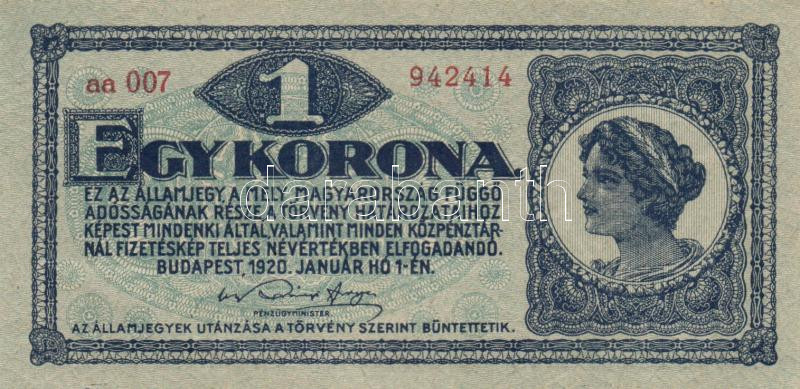 aa 007 1 942414
EGY KORONA.
EZ AZ ÁLLAMJEGY, A MELY MAGYARORSZÁG FÜGGŐ
ADÓSSÁGÁNAK RÉSZE A TÖRVÉNY HATÁROZATAIHOZ
KÉPEST MINDENKI ÁLTAL, VALAMINT MINDEN KÖZPÉNZTÁR-
NÁL FIZETÉSKÉP TELJES NÉVÉRTÉKBEN ELFOGADANDÓ.
BUDAPEST, 1920. JANUÁR HÓ 1-ÉN.
PÉNZÜGYMINISTER
AZ ÁLLAMJEGYEK UTÁNZÁSA A TÖRVÉNY SZERINT BÜNTETTETIK.
darabanth